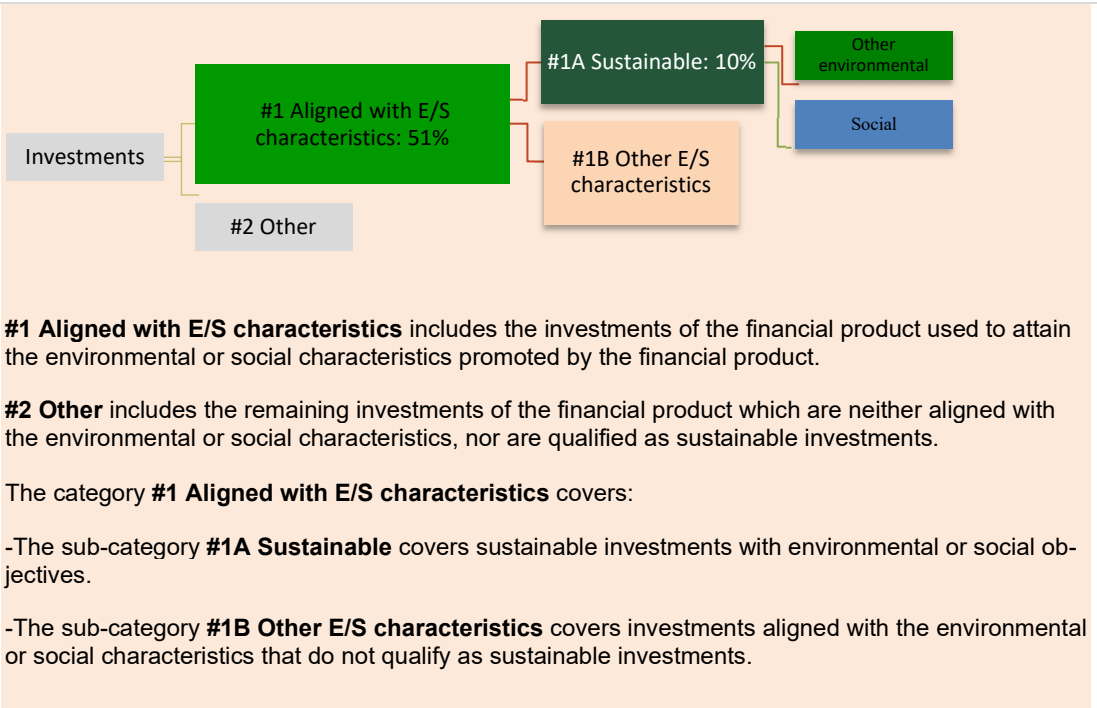 Investments
#1 Aligned with E/S
characteristics: 51%
#2 Other
#1A Sustainable: 10%
#1B Other E/S
characteristics
Other
environmental
Social
#1 Aligned with E/S characteristics includes the investments of the financial product used to attain
the environmental or social characteristics promoted by the financial product.
#2 Other includes the remaining investments of the financial product which are neither aligned with
the environmental or social characteristics, nor are qualified as sustainable investments.
The category #1 Aligned with E/S characteristics covers:
-The sub-category #1A Sustainable covers sustainable investments with environmental or social ob-
jectives.
-The sub-category #1B Other E/S characteristics covers investments aligned with the environmental
or social characteristics that do not qualify as sustainable investments.